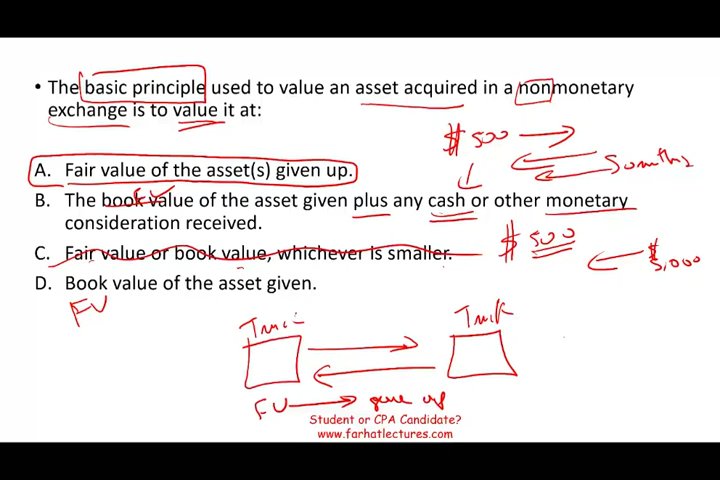 • The basic principle used to value an asset acquired in a nonmonetary
exchange is to value it at:
$500
A. Fair value of the asset(s) given up.
B. The book value of the asset given plus any cash or other monetary
consideration received.
FV
$500
C. Fair value or book value, whichever is smaller.
$5,000
D. Book value of the asset given.
FV
Truck Truck
FV gave up
Student or CPA Candidate?
www.farhatlectures.com